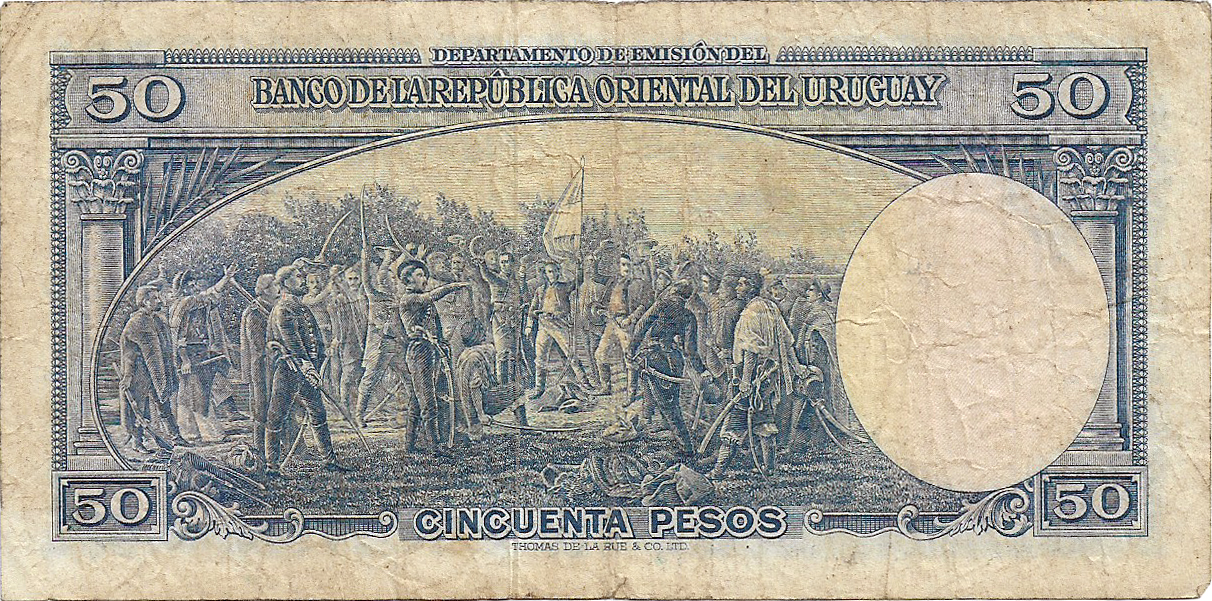 DEPARTAMENTO DE EMISIÓN DEL
50 BANCO DE LA REPÚBLICA ORIENTAL DEL URUGUAY 50
50 CINCUENTA PESOS 50
THOMAS DE LA RUE & CO. LTD.